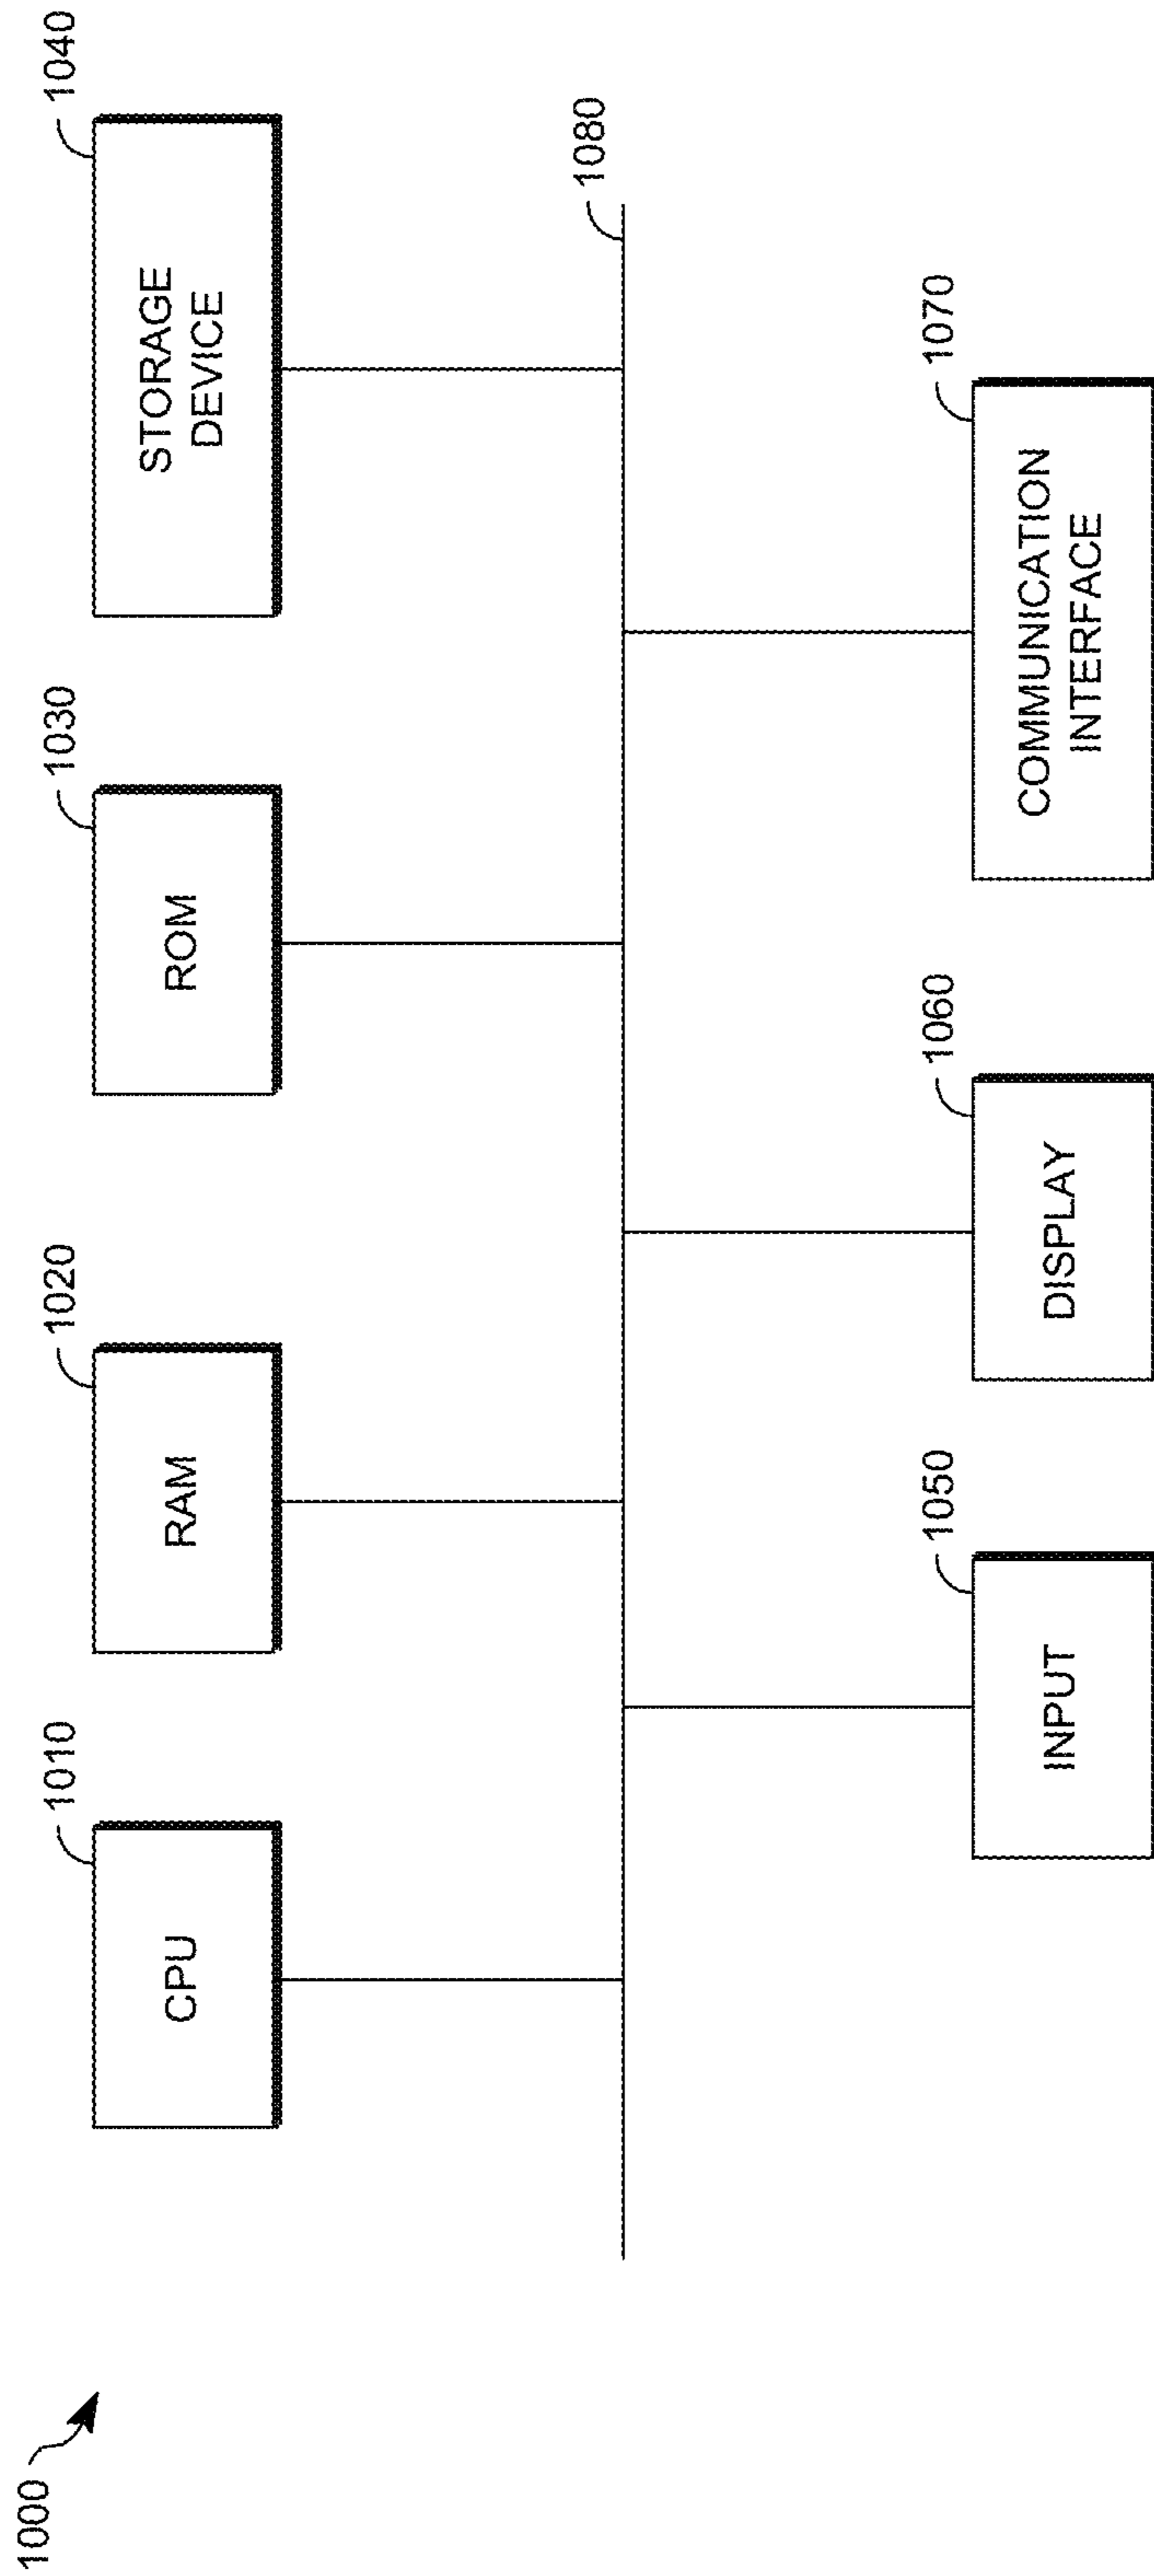 1000
1010
CPU
1020
RAM
1030
ROM
1040
STORAGE
DEVICE
1080
1050
INPUT
1060
DISPLAY
1070
COMMUNICATION
INTERFACE